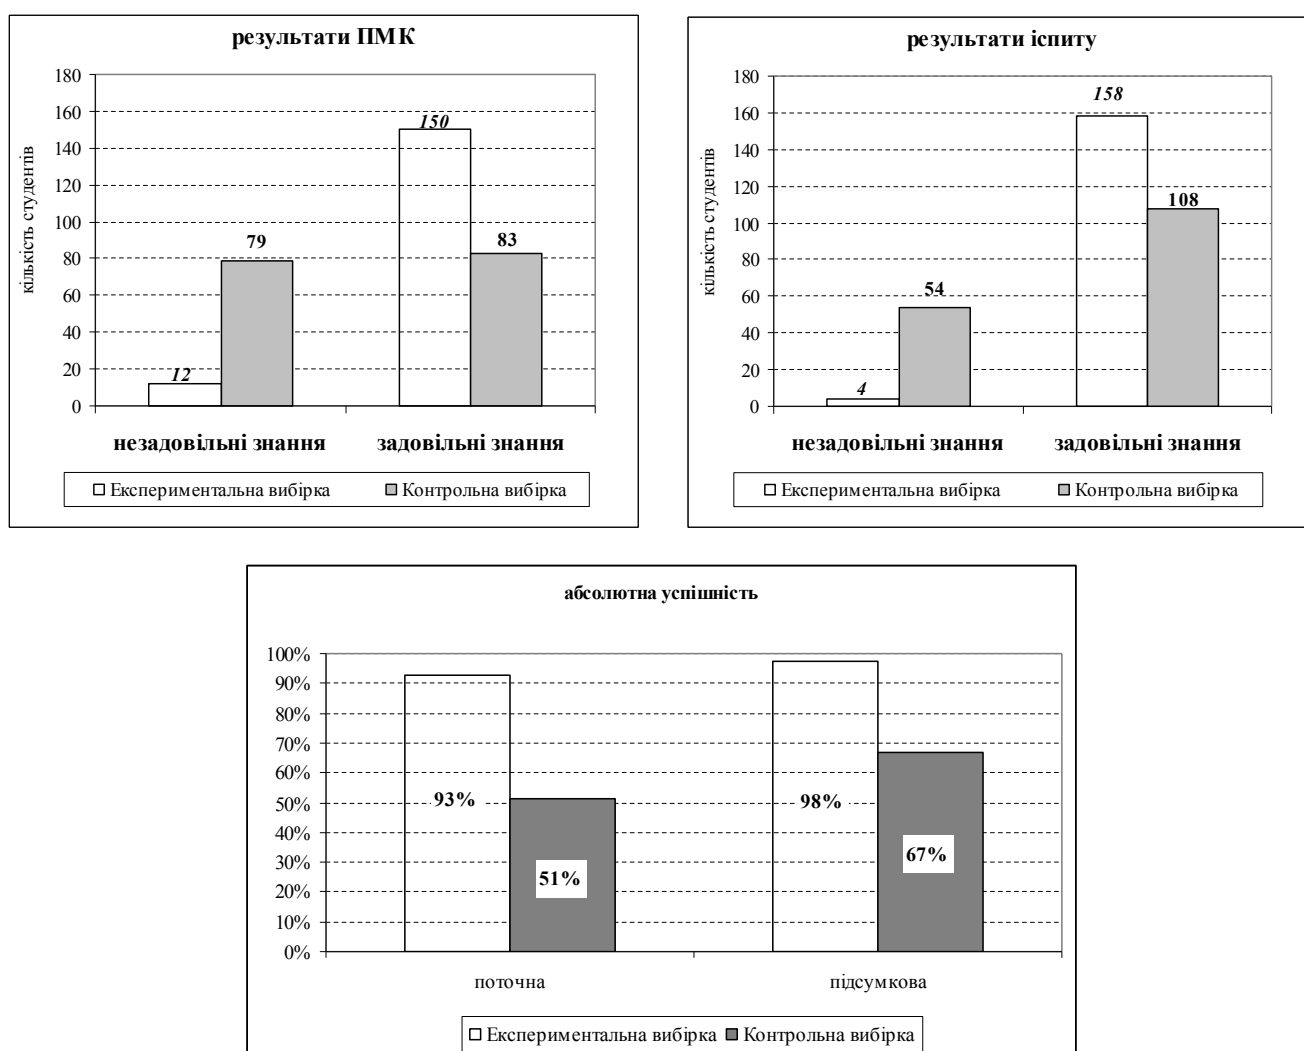 результати ПМК
кількість студентів
180
160
140
120
100
80
60
40
20
0
12
79
150
83
незадовільні знання
задовільні знання
Експериментальна вибірка
Контрольна вибірка
результати іспиту
кількість студентів
180
160
140
120
100
80
60
40
20
0
4
54
158
108
незадовільні знання
задовільні знання
Експериментальна вибірка
Контрольна вибірка
абсолютна успішність
100%
90%
80%
70%
60%
50%
40%
30%
20%
10%
0%
93%
51%
98%
67%
поточна
підсумкова
Експериментальна вибірка
Контрольна вибірка